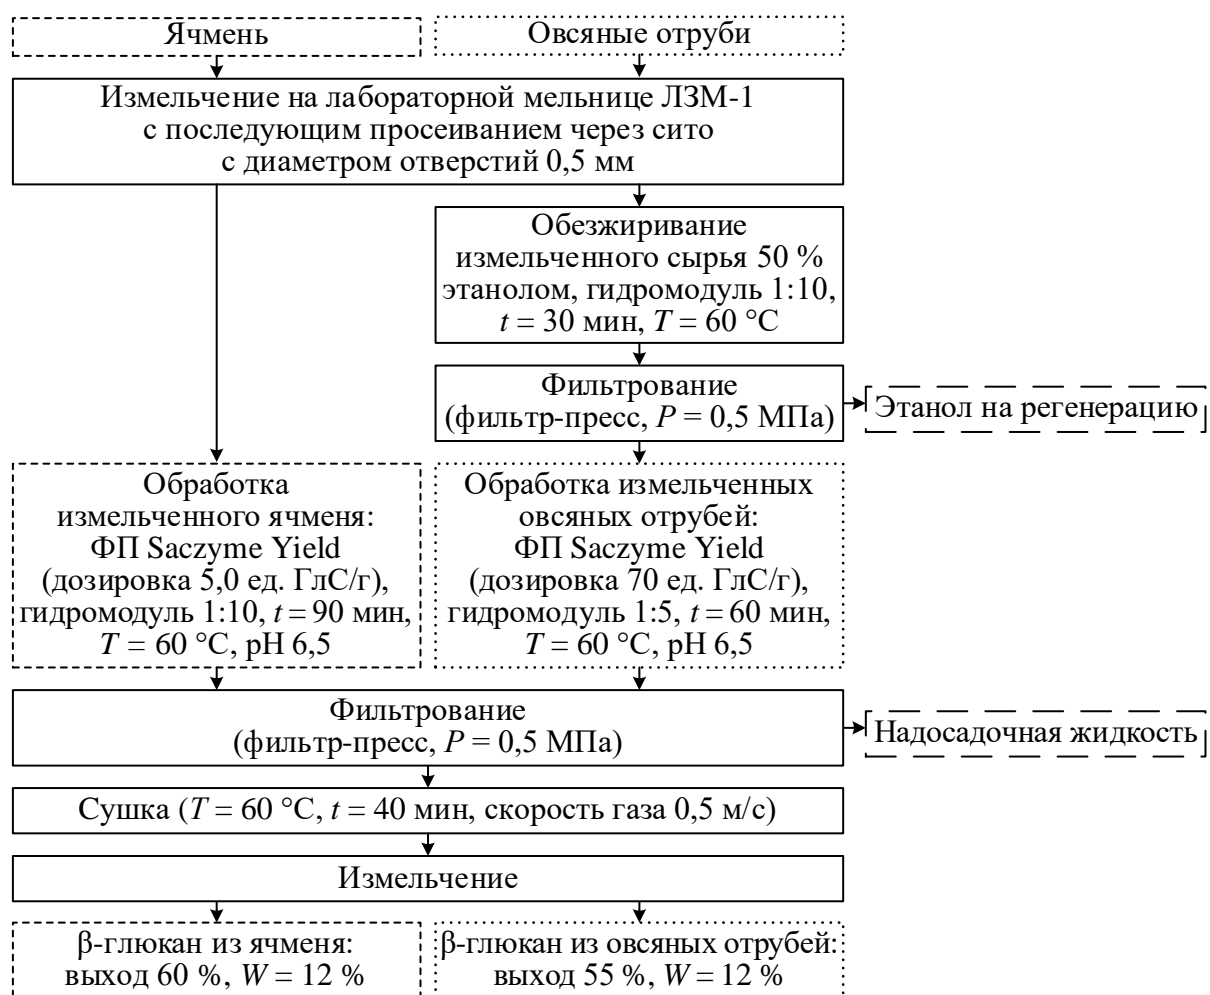 Ячмень
Овсяные отруби
Измельчение на лабораторной мельнице ЛЗМ-1
с последующим просеиванием через сито
с диаметром отверстий 0,5 мм
Обезжиривание
измельченного сырья 50 %
этанолом, гидромодуль 1:10,
t = 30 мин, T = 60 °C
Фильтрование
(фильтр-пресс, P = 0,5 МПа)
Этанол на регенерацию
Обработка
измельченного ячменя:
ФП Saczyme Yield
(дозировка 5,0 ед. ГлС/г),
гидромодуль 1:10, t = 90 мин,
T = 60 °C, pH 6,5
Обработка измельченных
овсяных отрубей:
ФП Saczyme Yield
(дозировка 70 ед. ГлС/г),
гидромодуль 1:5, t = 60 мин,
T = 60 °C, pH 6,5
Фильтрование
(фильтр-пресс, P = 0,5 МПа)
Надосадочная жидкость
Сушка (T = 60 °C, t = 40 мин, скорость газа 0,5 м/с)
Измельчение
β-глюкан из ячменя:
выход 60 %, W = 12 %
β-глюкан из овсяных отрубей:
выход 55 %, W = 12 %